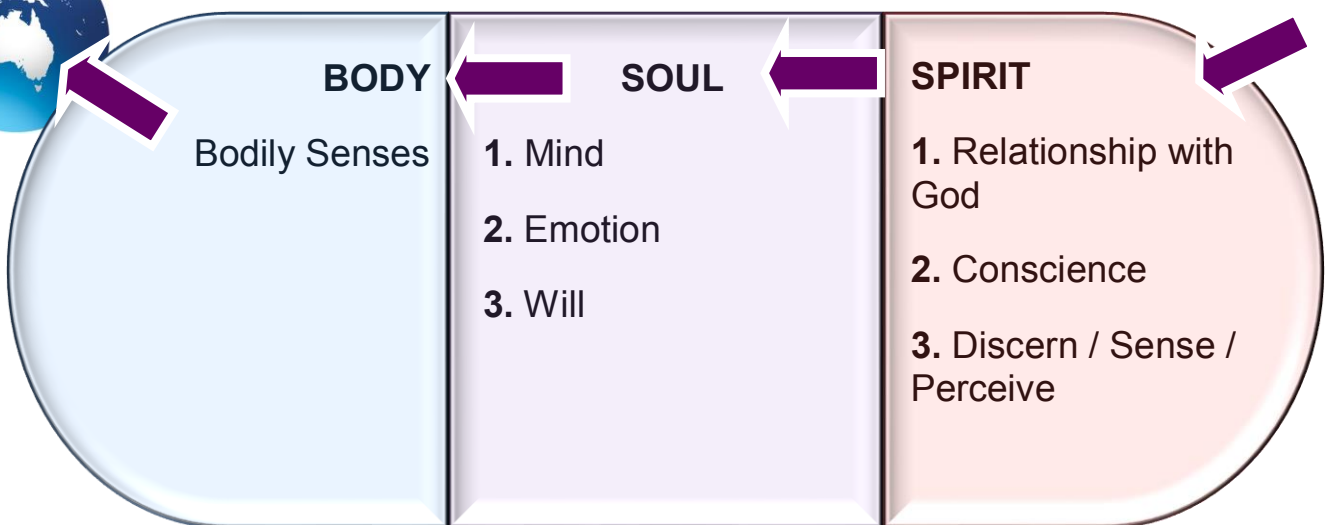 BODY
Bodily Senses
SOUL
1. Mind
2. Emotion
3. Will
SPIRIT
1. Relationship with
God
2. Conscience
3. Discern / Sense /
Perceive